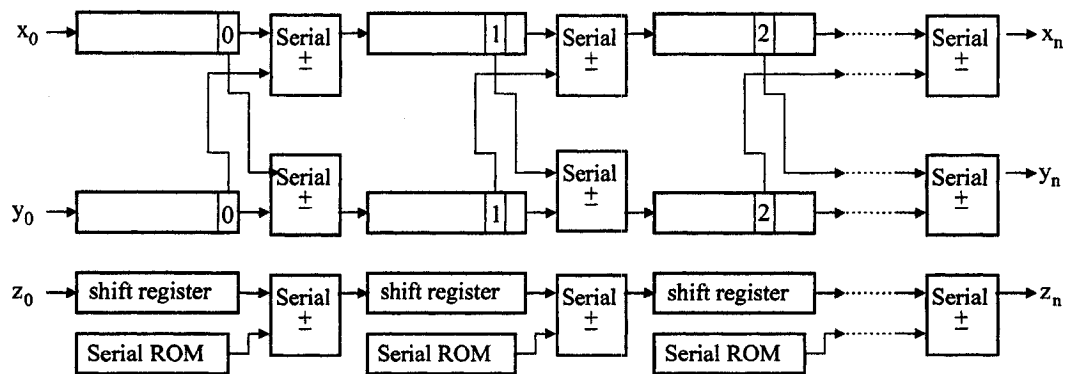 x0 0 Serial ± 1 Serial ± 2 Serial ± xn
Serial ± Serial ± Serial ± yn
y0 0 1 2
z0 shift register Serial ± shift register Serial ± shift register Serial ± zn
Serial ROM Serial ROM Serial ROM